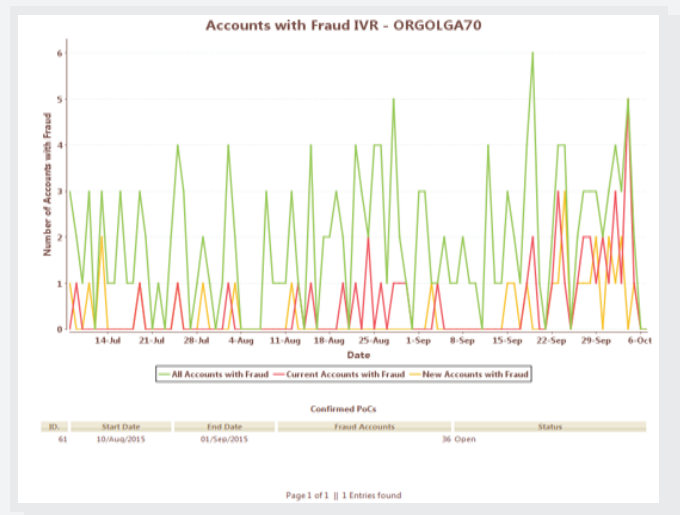 Accounts with Fraud IVR - ORGOLGA70
Number of Accounts with Fraud
6
5
4
3
2
1
0
14-Jul 21-Jul 28-Jul 4-Aug 11-Aug 18-Aug 25-Aug 1-Sep 8-Sep 15-Sep 22-Sep 29-Sep 6-Oct
Date
All Accounts with Fraud Current Accounts with Fraud New Accounts with Fraud
Confirmed PoCs
ID. Start Date End Date Fraud Accounts Status
61 10/Aug/2015 01/Sep/2015 36 Open
Page 1 of 1 || 1 Entries found